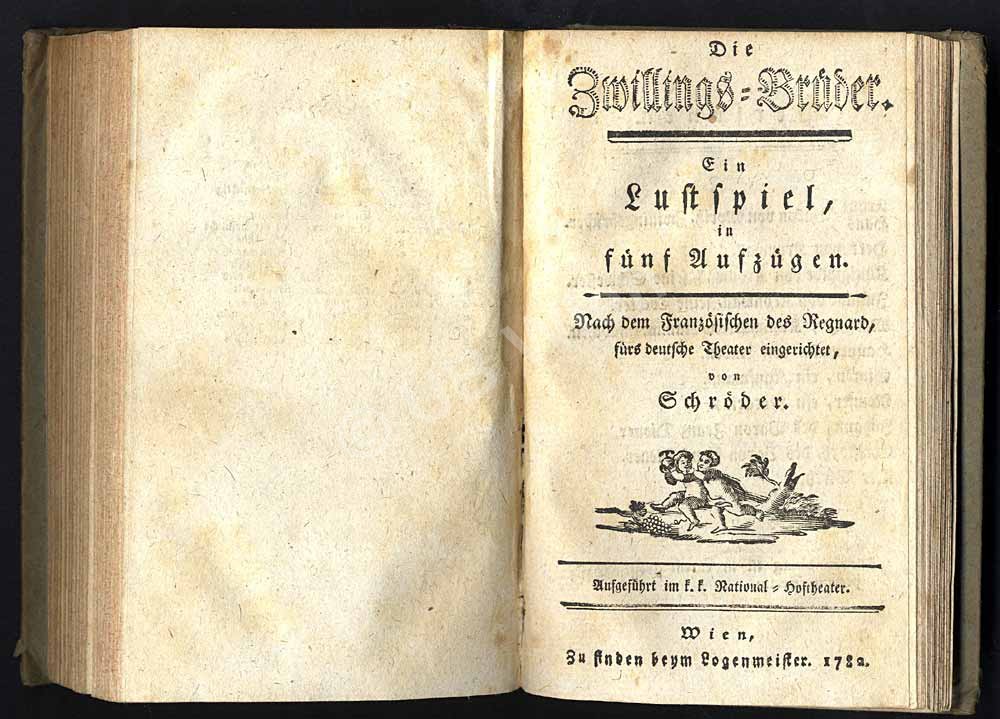 Die
Zwillings=Brüder.
Ein
Lustspiel,
in
fünf Aufzügen.
Nach dem Französischen des Regnard,
fürs deutsche Theater eingerichtet,
von
Schröder.
Aufgeführt im k. k. National=Hoftheater.
Wien,
Zu finden beym Logenmeister. 1782.